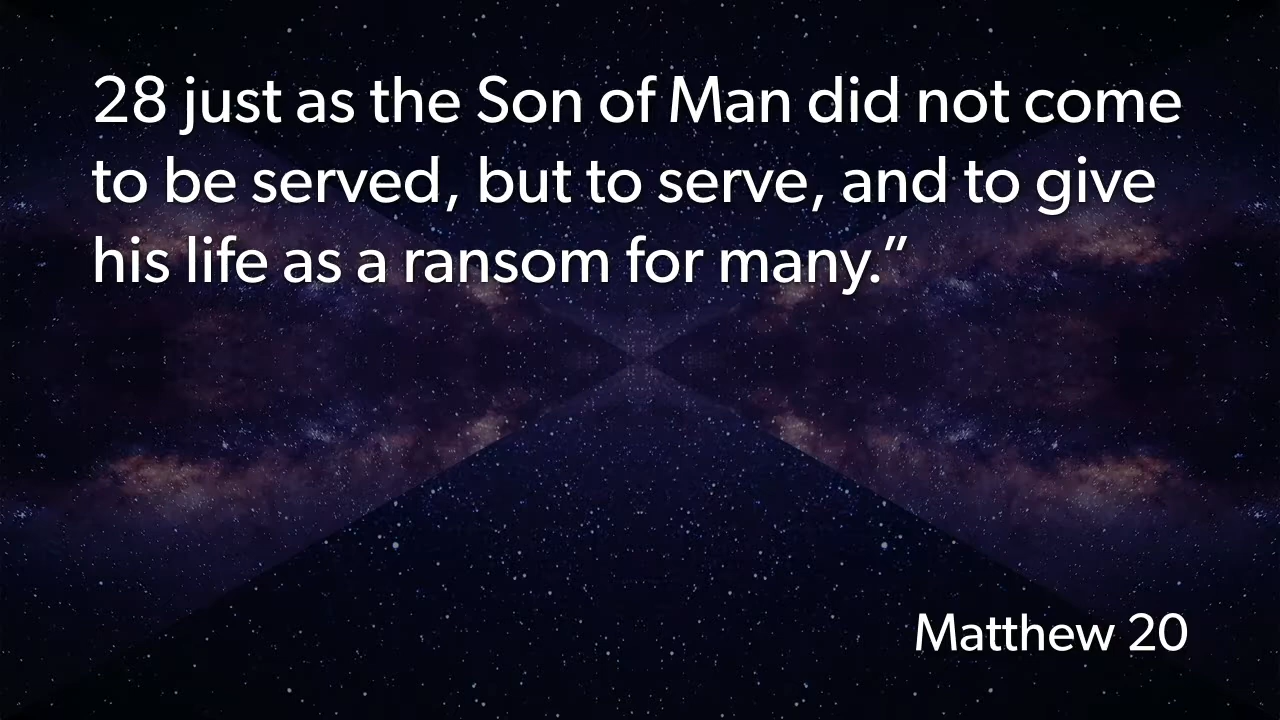 28 just as the Son of Man did not come
to be served, but to serve, and to give
his life as a ransom for many.”
Matthew 20